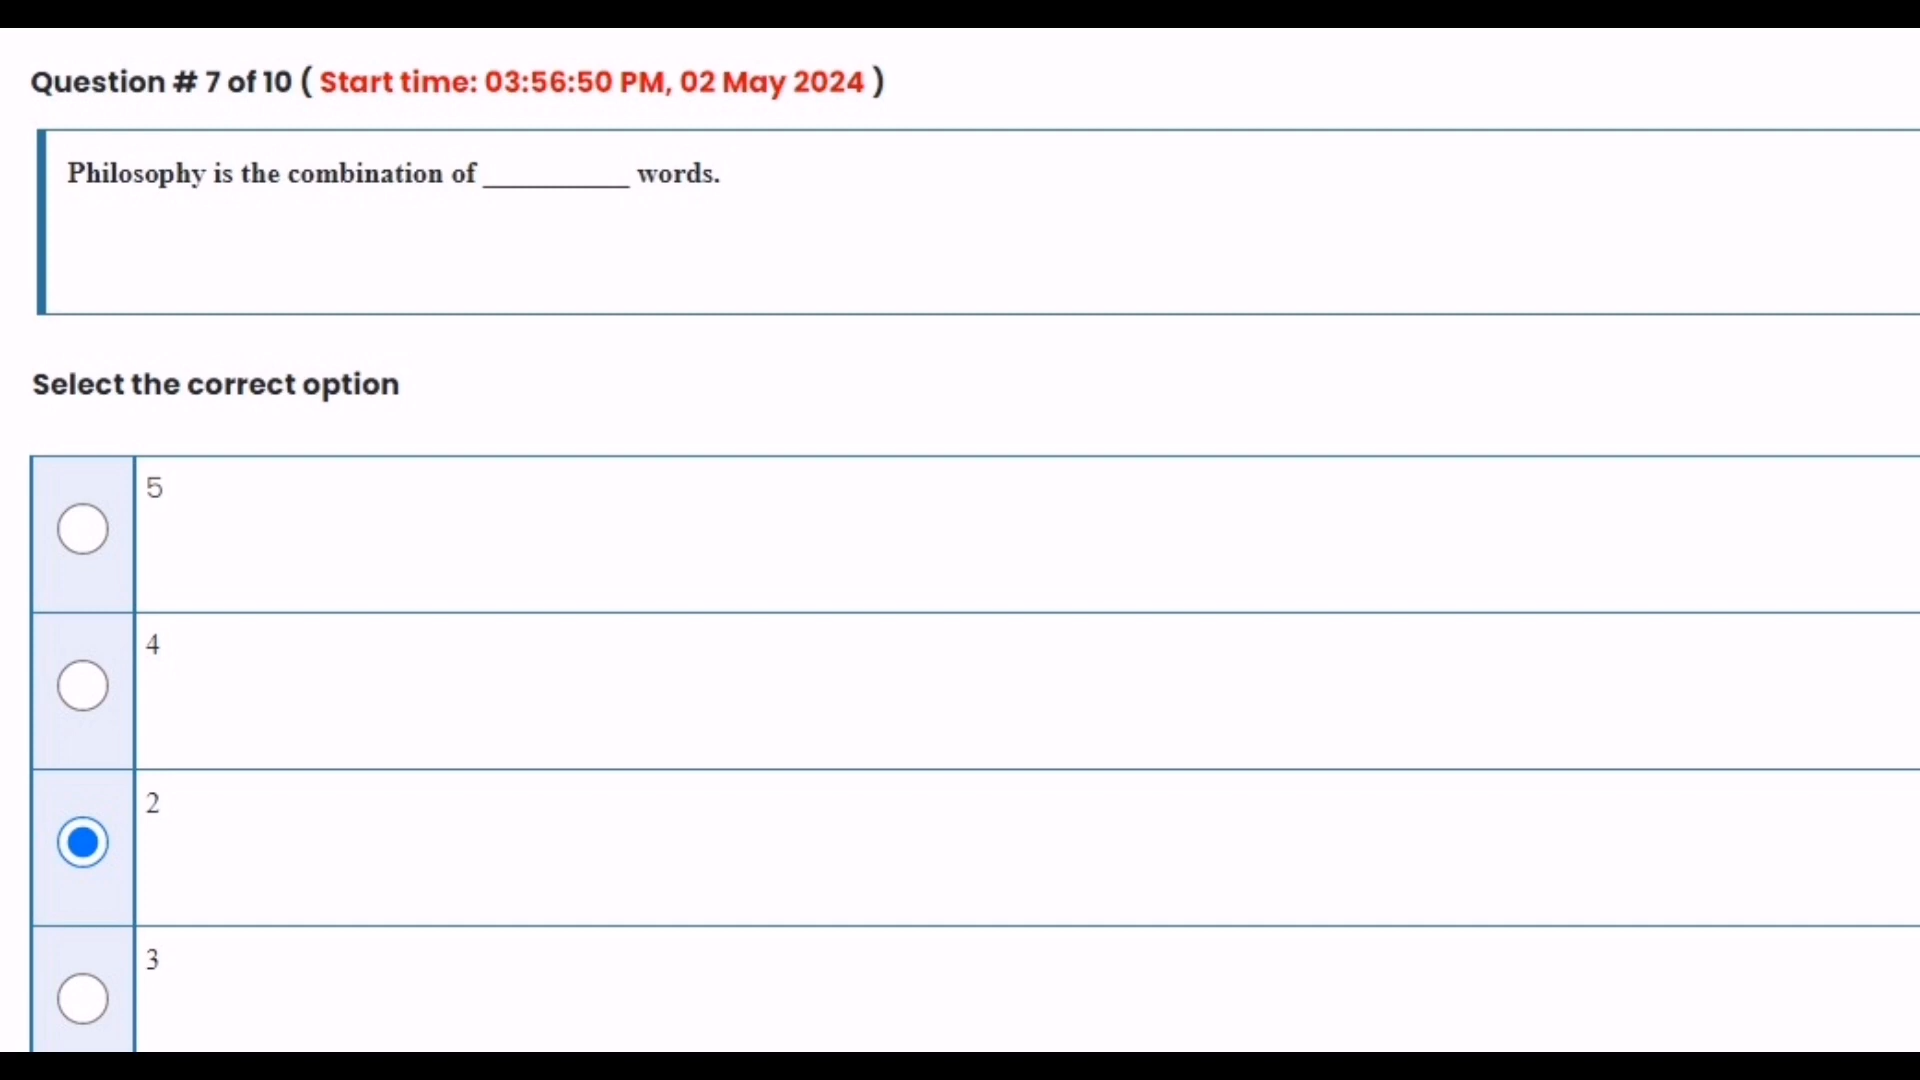 Question # 7 of 10 ( Start time: 03:56:50 PM, 02 May 2024 )
Philosophy is the combination of __________ words.
Select the correct option
5
4
2
3